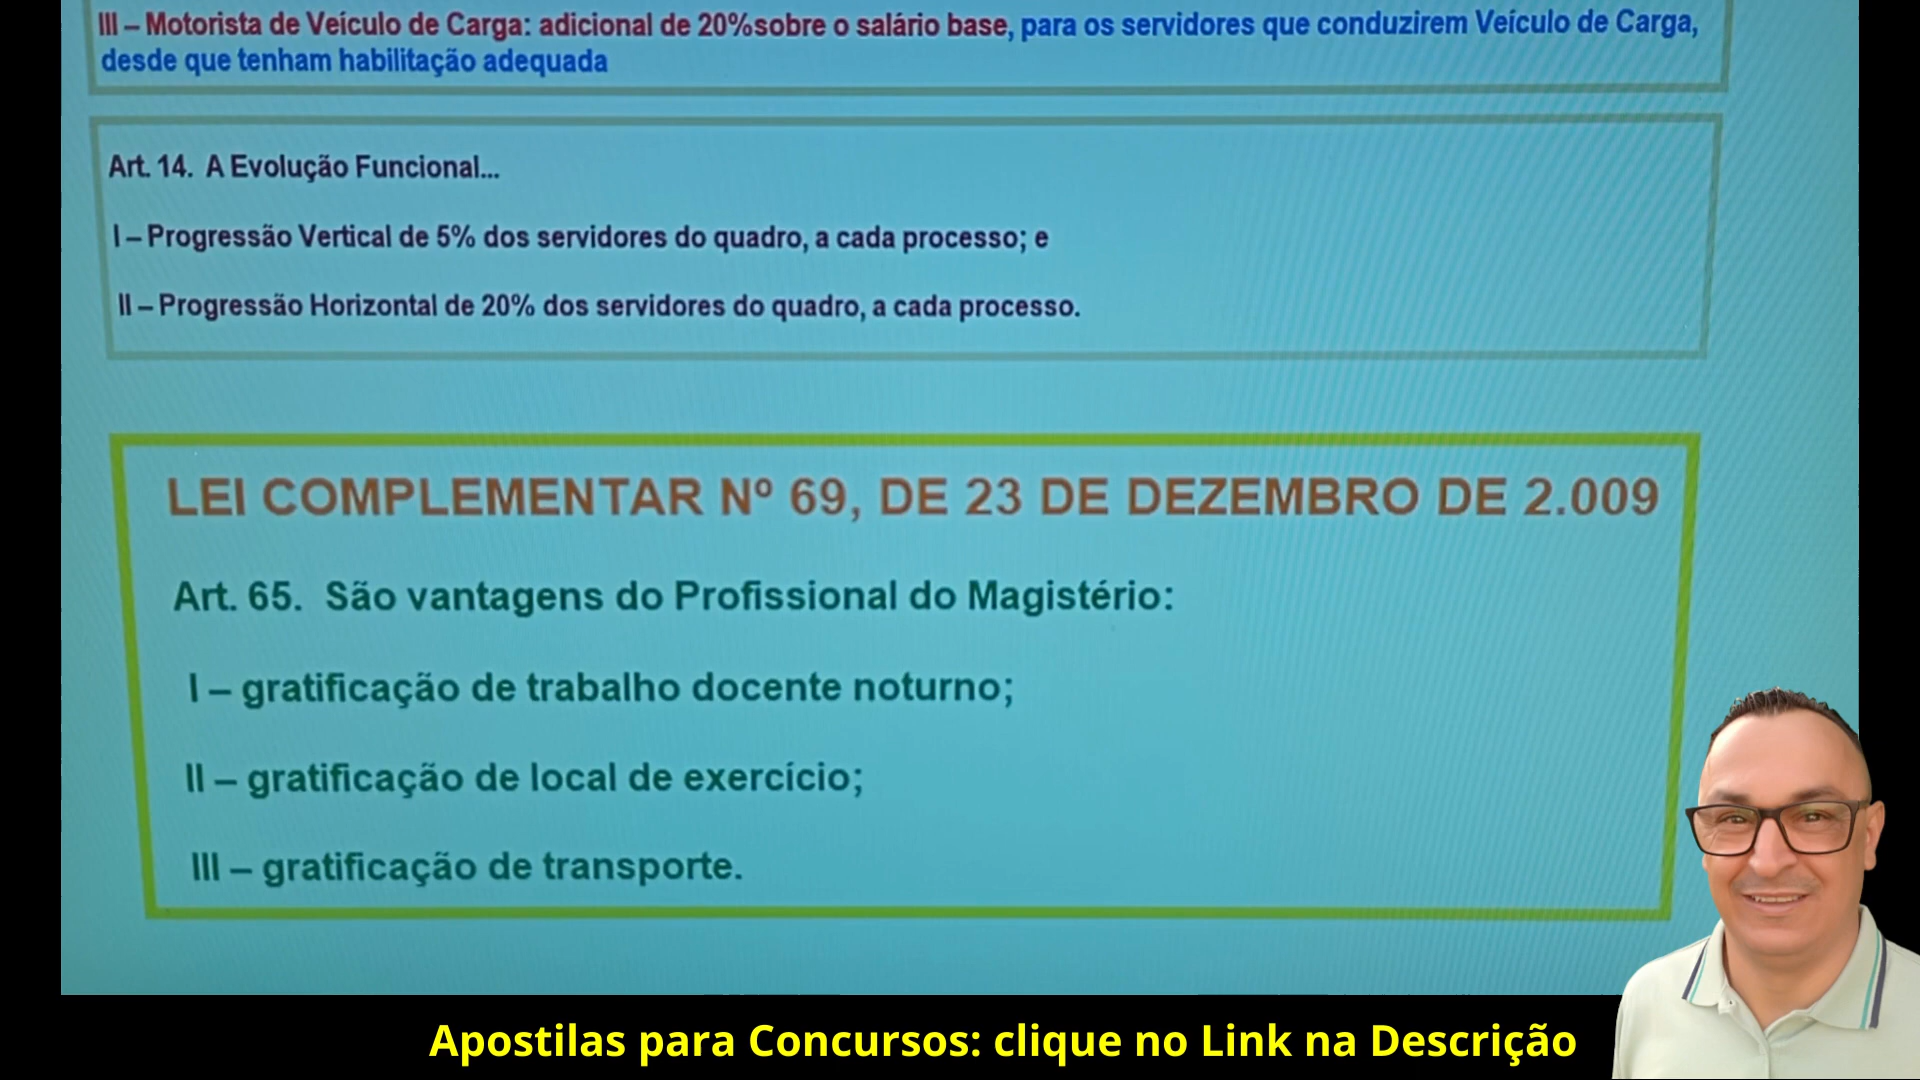 III – Motorista de Veículo de Carga: adicional de 20%sobre o salário base, para os servidores que conduzirem Veículo de Carga,
desde que tenham habilitação adequada
Art. 14. A Evolução Funcional...
I – Progressão Vertical de 5% dos servidores do quadro, a cada processo; e
II – Progressão Horizontal de 20% dos servidores do quadro, a cada processo.
LEI COMPLEMENTAR Nº 69, DE 23 DE DEZEMBRO DE 2.009
Art. 65. São vantagens do Profissional do Magistério:
I – gratificação de trabalho docente noturno;
II – gratificação de local de exercício;
III – gratificação de transporte.
Apostilas para Concursos: clique no Link na Descrição